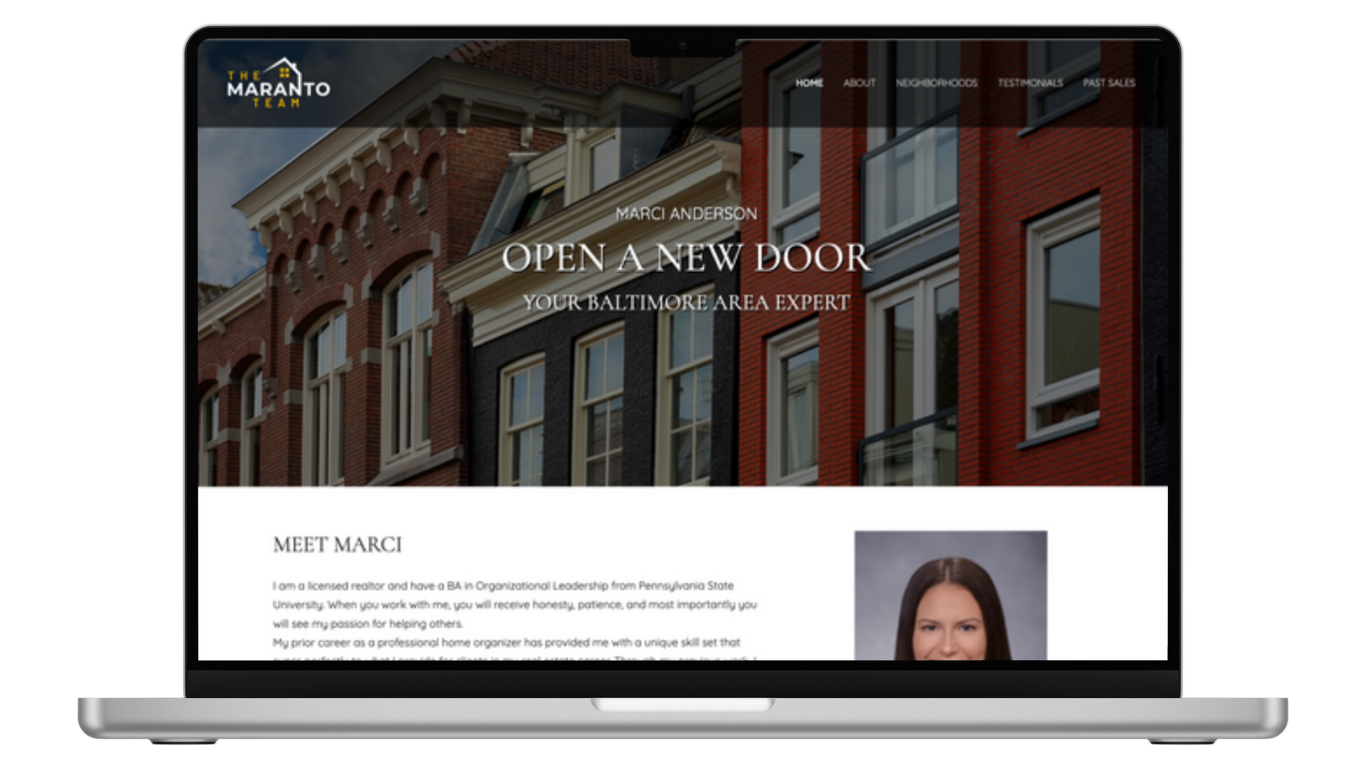 THE
MARANTO
TEAM
HOME ABOUT NEIGHBORHOODS TESTIMONIALS PAST SALES
MARCI ANDERSON
OPEN A NEW DOOR
YOUR BALTIMORE AREA EXPERT
MEET MARCI
I am a licensed realtor and have a BA in Organizational Leadership from Pennsylvania State
University. When you work with me, you will receive honesty, patience, and most importantly you
will see my passion for helping others.
My prior career as a professional home organizer has provided me with a unique skill set that